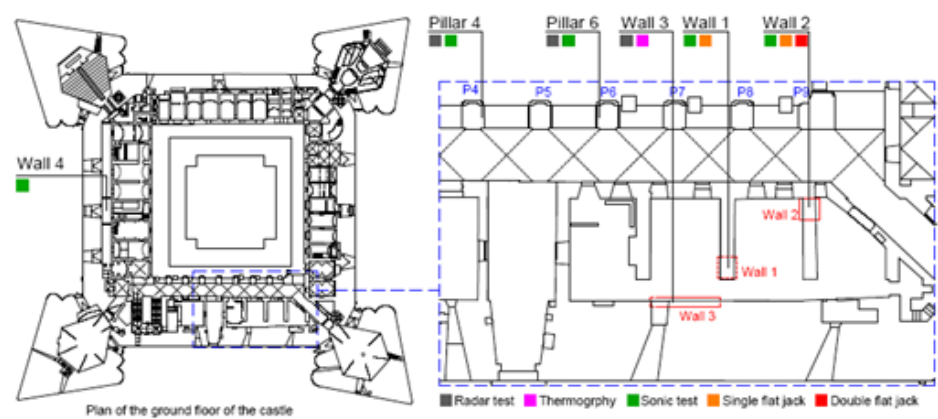 Pillar 4 Pillar 6 Wall 3 Wall 1 Wall 2
P4 P5 P6 P7 P8 P9
Wall 4
Wall 2
Wall 1
Wall 3
Radar test Thermogrphy Sonic test Single flat jack Double flat jack
Plan of the ground floor of the castle